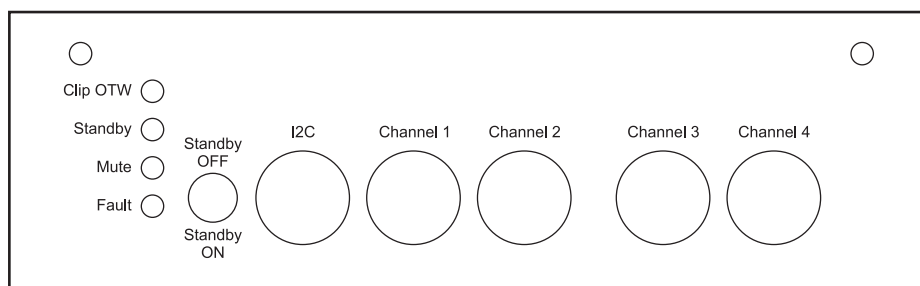 Clip OTW
Standby
Mute
Fault
Standby
OFF
Standby
ON
I2C
Channel 1
Channel 2
Channel 3
Channel 4